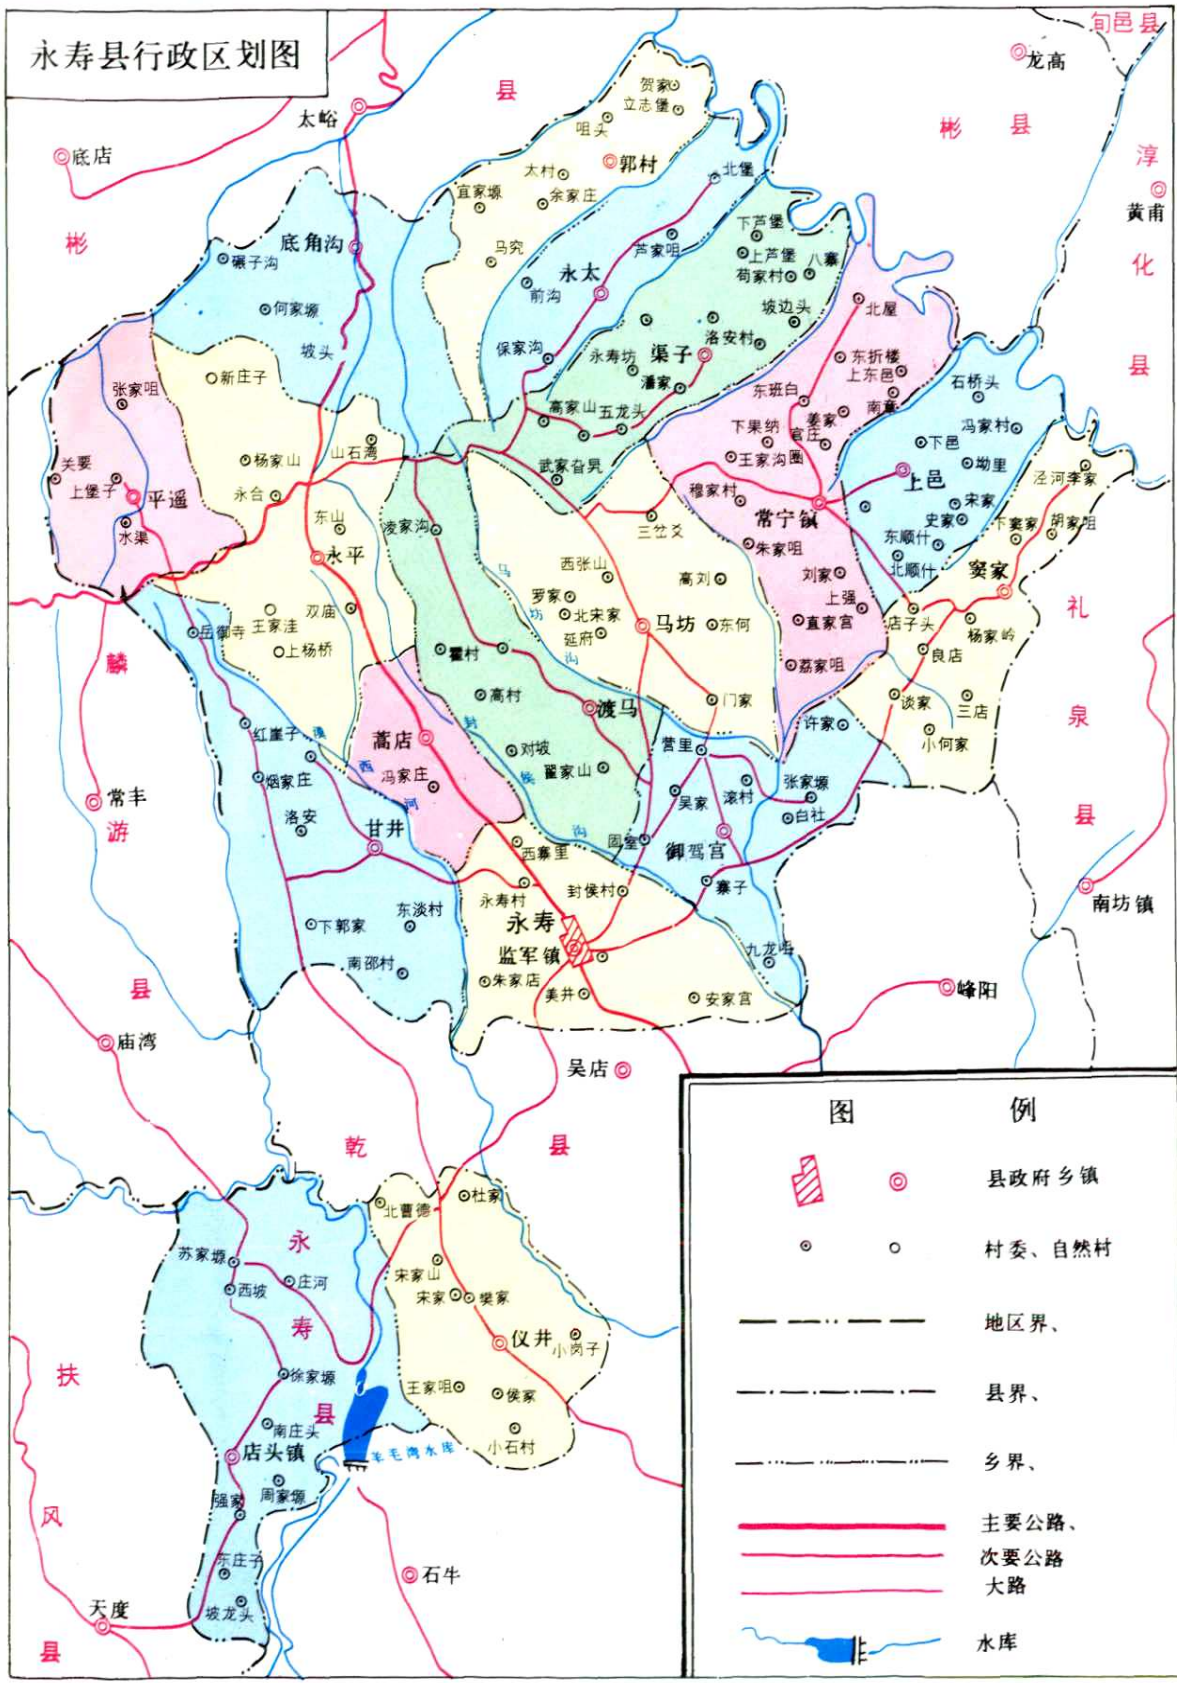 永寿县行政区划图
旬邑县
龙高
县
彬
县
太峪
底店
淳
黄甫
化
县
彬
贺家
立志堡
咀头
郭村
太村
余家庄
宜家塬
马究
北堡
芦家咀
永太
前沟
保家沟
底角沟
碾子沟
何家塬
坡头
下芦堡
上芦堡
八寨
苟家村
坡边头
洛安村
渠子
永寿坊
潘家
高家山
五龙头
武家旮旯
北屋
东折楼
上东邑
南章
东班白
姜家
官庄
下果纳
王家沟圈
穆家村
常宁镇
朱家咀
刘家
上强
直家宫
荔家咀
石桥头
冯家村
下邑
坳里
上邑
宋家
史家
东顺什
北顺什
泾河李家
下窦家
胡家咀
窦家
店子头
杨家岭
良店
谈家
三店
小何家
礼
泉
县
张家咀
关要
上堡子
平遥
水渠
新庄子
杨家山
山石湾
永合
东山
永平
双庙
王家洼
上杨桥
凌家沟
三岔爻
西张山
罗家
高刘
北宋家
延府
马坊
东何
门家
马
坊
沟
霍村
高村
渡马
对坡
翟家山
封
侯
沟
岳御寺
红崖子
烟家庄
洛安
甘井
下郭家
东淡村
南邵村
漠
西
河
蒿店
冯家庄
许家
营里
张家塬
吴家
滚村
白社
固室
御驾宫
寨子
九龙咀
西寨里
永寿村
封侯村
永寿
监军镇
朱家店
美井
安家宫
麟
常丰
游
县
庙湾
南坊镇
峰阳
吴店
乾
县
北曹德
杜家
宋家山
宋家
樊家
仪井
小岗子
王家咀
侯家
小石村
永
寿
县
苏家塬
庄河
西坡
徐家塬
南庄头
店头镇
周家塬
强家
东庄子
坡龙头
羊毛湾水库
扶
风
县
天度
石牛
图例
县政府乡镇
村委、自然村
地区界、
县界、
乡界、
主要公路、
次要公路
大路
水库